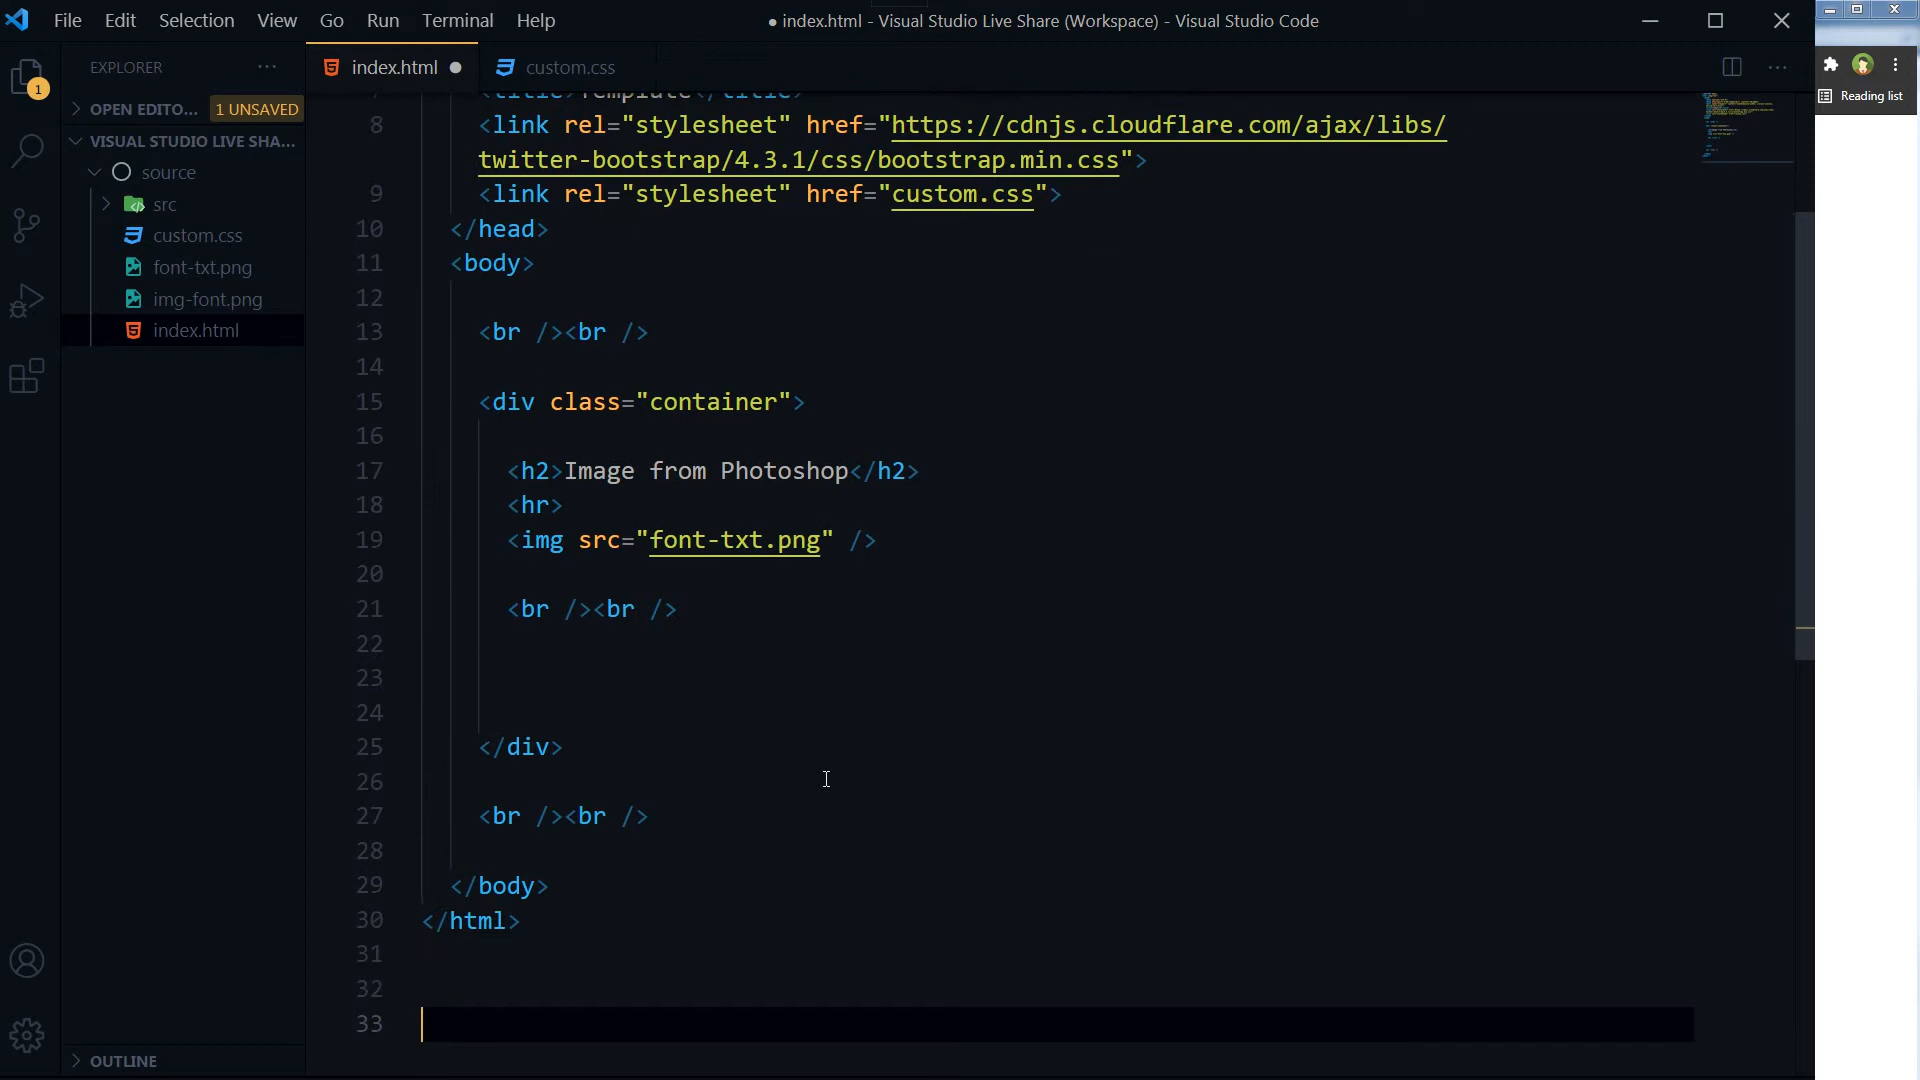 File Edit Selection View Go Run Terminal Help
● index.html - Visual Studio Live Share (Workspace) - Visual Studio Code
EXPLORER
OPEN EDITO... 1 UNSAVED
VISUAL STUDIO LIVE SHA...
source
src
custom.css
font-txt.png
img-font.png
index.html
OUTLINE
1
index.html ● custom.css
<title>Template</title>
8 <link rel="stylesheet" href="https://cdnjs.cloudflare.com/ajax/libs/
twitter-bootstrap/4.3.1/css/bootstrap.min.css">
9 <link rel="stylesheet" href="custom.css">
10 </head>
11 <body>
12
13 <br /><br />
14
15 <div class="container">
16
17 <h2>Image from Photoshop</h2>
18 <hr>
19 <img src="font-txt.png" />
20
21 <br /><br />
22
23
24
25 </div>
26
27 <br /><br />
28
29 </body>
30 </html>
31
32
33
Reading list